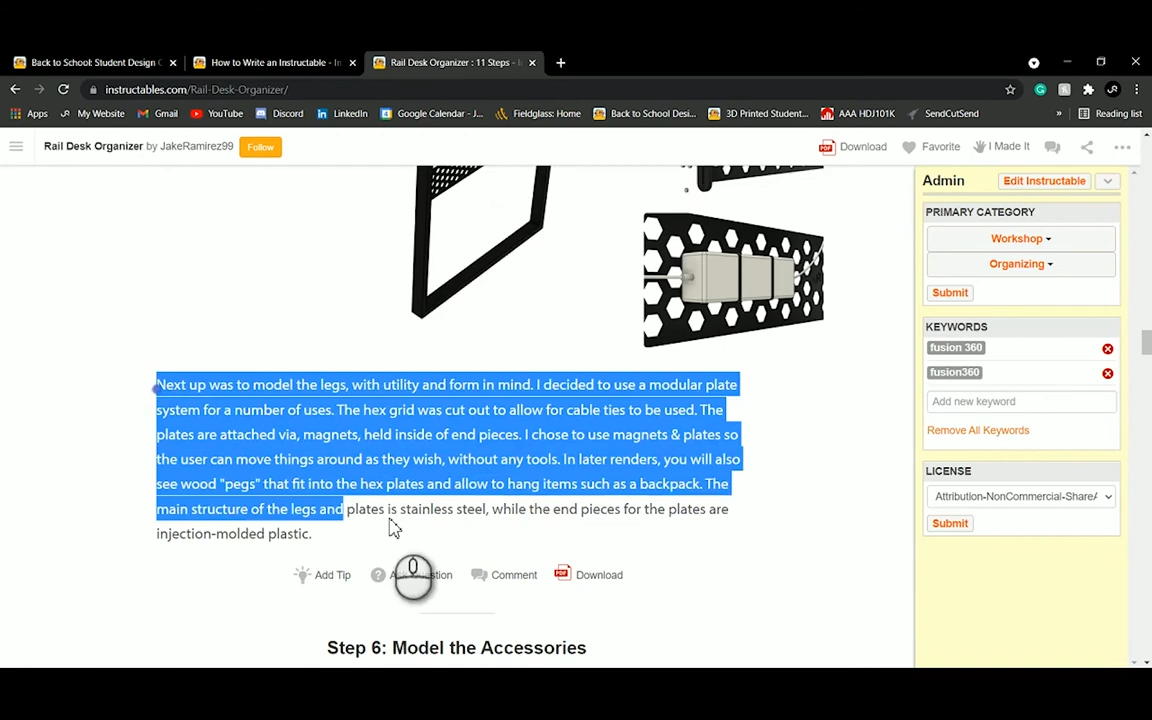 Back to School: Student Design C
How to Write an Instructable - In
Rail Desk Organizer : 11 Steps - I
instructables.com/Rail-Desk-Organizer/
Apps My Website Gmail YouTube Discord LinkedIn Google Calendar - J... Fieldglass: Home Back to School Desi... 3D Printed Student... AAA HDJ101K SendCutSend » Reading list
Rail Desk Organizer by JakeRamirez99 Follow Download Favorite I Made It
Next up was to model the legs, with utility and form in mind. I decided to use a modular plate
system for a number of uses. The hex grid was cut out to allow for cable ties to be used. The
plates are attached via, magnets, held inside of end pieces. I chose to use magnets & plates so
the user can move things around as they wish, without any tools. In later renders, you will also
see wood "pegs" that fit into the hex plates and allow to hang items such as a backpack. The
main structure of the legs and plates is stainless steel, while the end pieces for the plates are
injection-molded plastic.
Add Tip Question Comment Download
Step 6: Model the Accessories
Admin Edit Instructable
PRIMARY CATEGORY
Workshop
Organizing
Submit
KEYWORDS
fusion 360
fusion360
Add new keyword
Remove All Keywords
LICENSE
Attribution-NonCommercial-ShareA
Submit